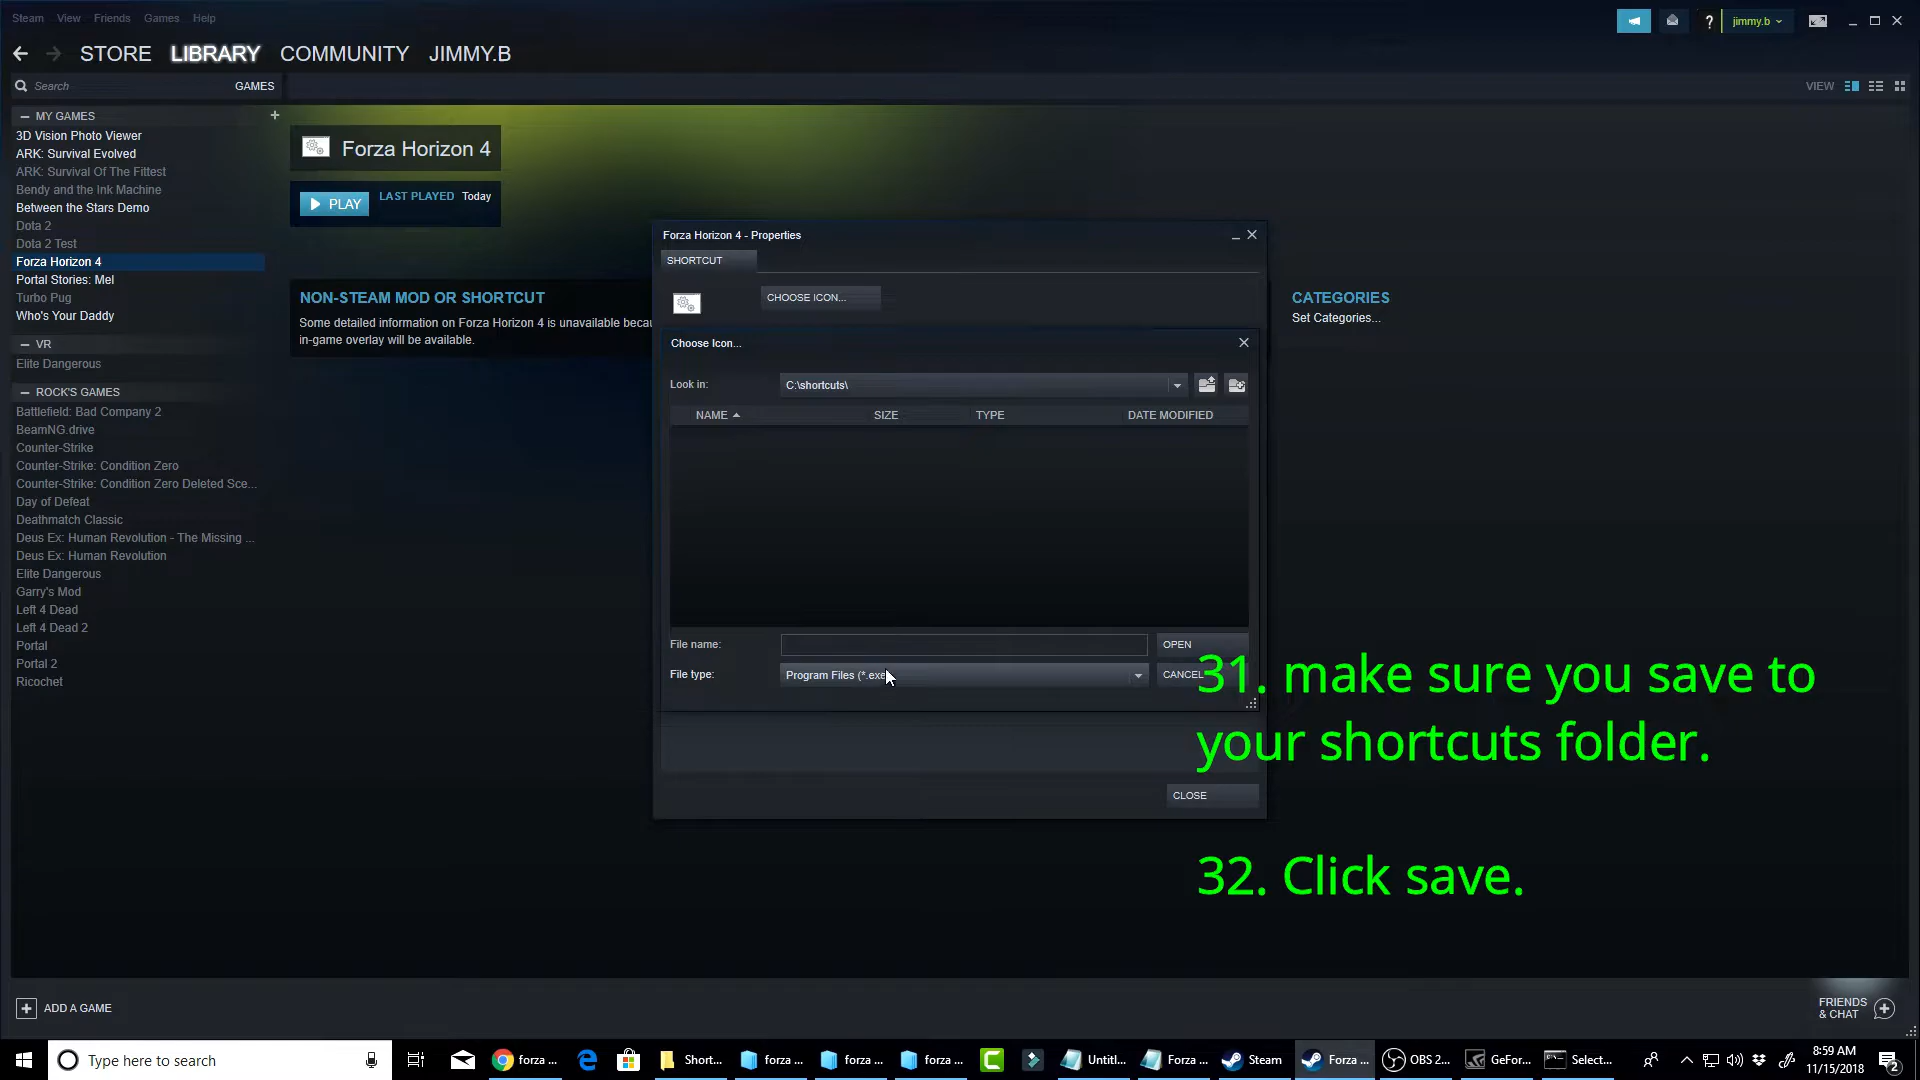 Steam View Friends Games Help
? jimmy.b
STORE LIBRARY COMMUNITY JIMMY.B
Search GAMES VIEW
— MY GAMES +
3D Vision Photo Viewer
ARK: Survival Evolved
ARK: Survival Of The Fittest
Bendy and the Ink Machine
Between the Stars Demo
Dota 2
Dota 2 Test
Forza Horizon 4
Portal Stories: Mel
Turbo Pug
Who's Your Daddy
— VR
Elite Dangerous
— ROCK'S GAMES
Battlefield: Bad Company 2
BeamNG.drive
Counter-Strike
Counter-Strike: Condition Zero
Counter-Strike: Condition Zero Deleted Sce...
Day of Defeat
Deathmatch Classic
Deus Ex: Human Revolution - The Missing ...
Deus Ex: Human Revolution
Elite Dangerous
Garry's Mod
Left 4 Dead
Left 4 Dead 2
Portal
Portal 2
Ricochet
Forza Horizon 4
PLAY LAST PLAYED Today
NON-STEAM MOD OR SHORTCUT
Some detailed information on Forza Horizon 4 is unavailable becau
in-game overlay will be available.
CATEGORIES
Set Categories...
Forza Horizon 4 - Properties
SHORTCUT
CHOOSE ICON...
Choose Icon...
Look in: C:\shortcuts\
NAME SIZE TYPE DATE MODIFIED
File name: OPEN
File type: Program Files (*.exe CANCEL
CLOSE
31. make sure you save to
your shortcuts folder.
32. Click save.
+ ADD A GAME
FRIENDS
& CHAT
Type here to search
forza ... Short... forza ... forza ... forza ... Untitl... Forza ... Steam Forza ... OBS 2... GeFor... Select...
8:59 AM
11/15/2018
2